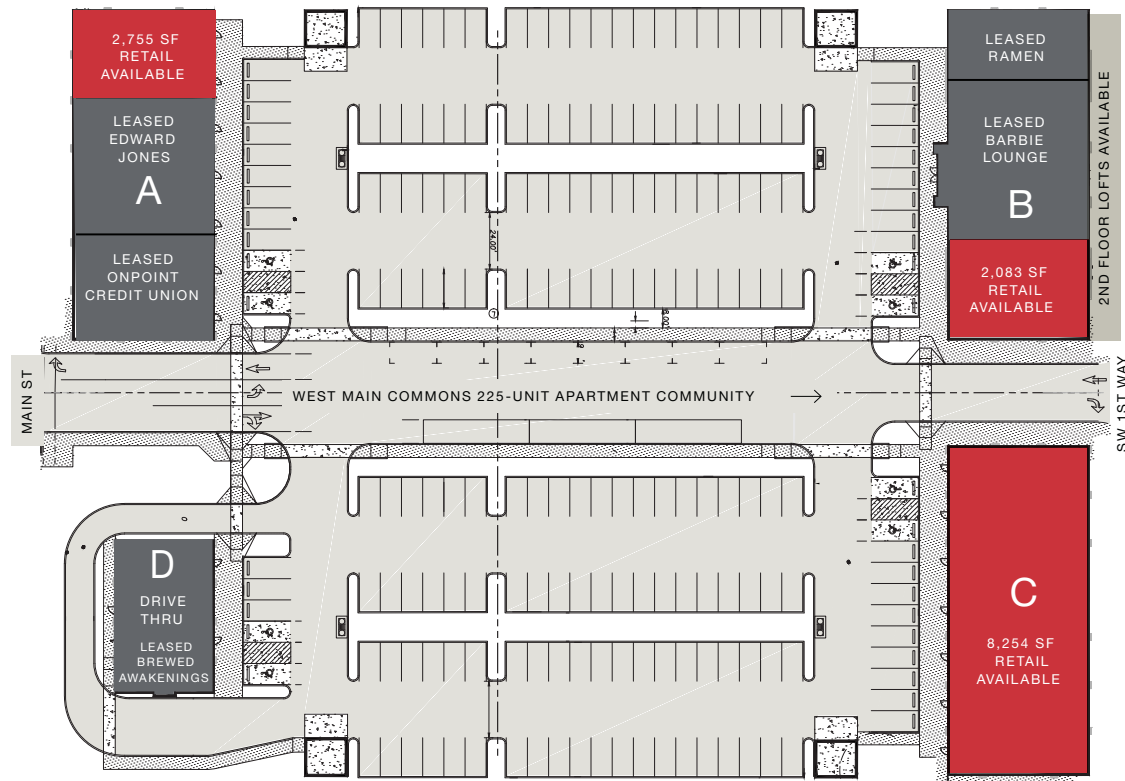 2,755 SF
RETAIL
AVAILABLE
LEASED
EDWARD
JONES
A
LEASED
ONPOINT
CREDIT UNION
LEASED
RAMEN
LEASED
BARBIE
LOUNGE
B
2,083 SF
RETAIL
AVAILABLE
2ND FLOOR LOFTS AVAILABLE
24.00'
MAIN ST
WEST MAIN COMMONS 225-UNIT APARTMENT COMMUNITY
SW 1ST WAY
D
DRIVE
THRU
LEASED
BREWED
AWAKENINGS
C
8,254 SF
RETAIL
AVAILABLE